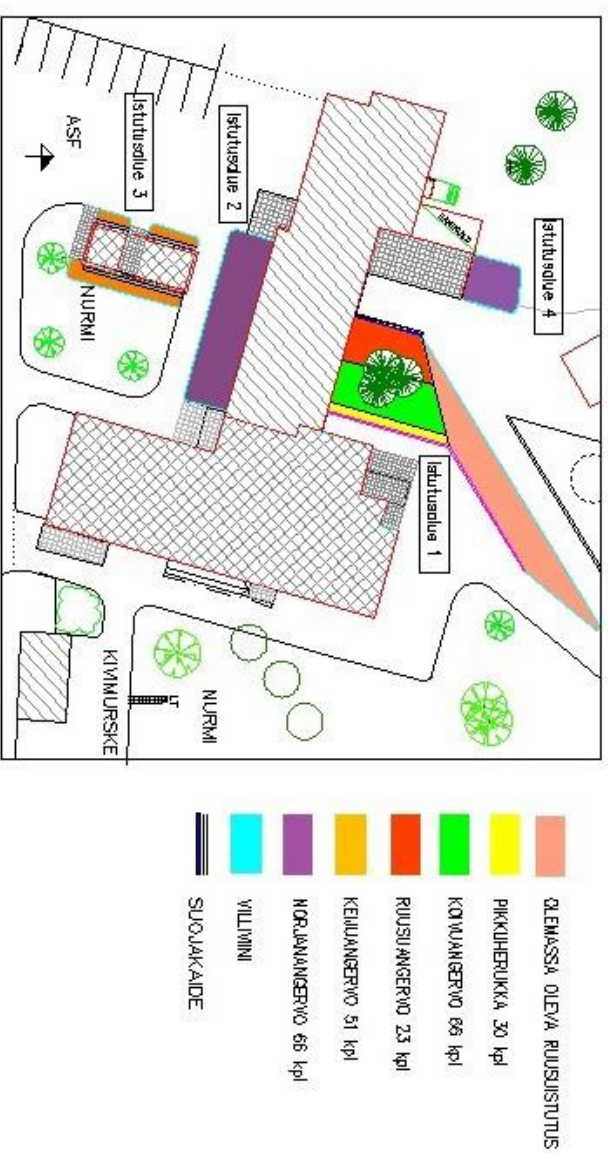 Istutusalue 4
Istutusalue 1
Istutusalue 2
Istutusalue 3
ASF
NURMI
NURMI
KIVIMURSKE
OLEMASSA OLEVA RUUSUISTUTUS
PIKKUHERUKKA 30 kpl
KOIVUANGERVO 66 kpl
RUUSUANGERVO 23 kpl
KEIJUANGERVO 51 kpl
NORJANANGERVO 66 kpl
VILLIVIINI
SUOJAKAIDE